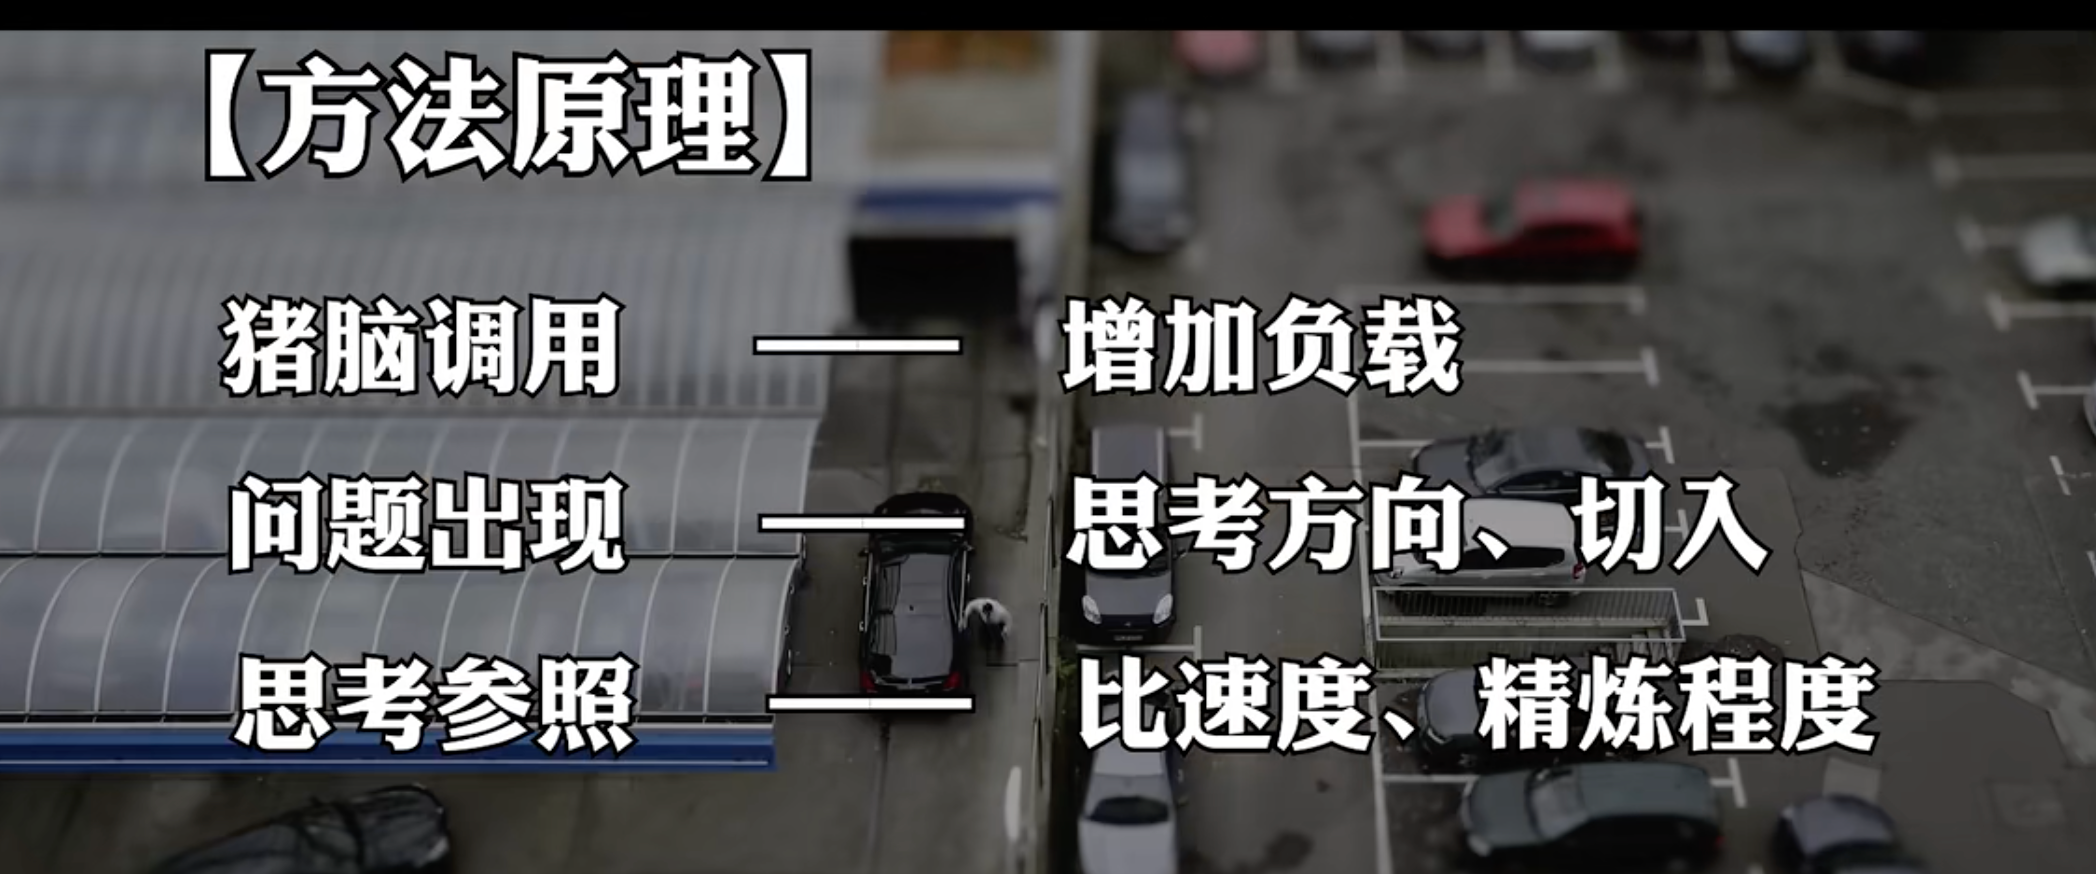 【方法原理】
猪脑调用——增加负载
问题出现——思考方向、切入
思考参照——比速度、精炼程度